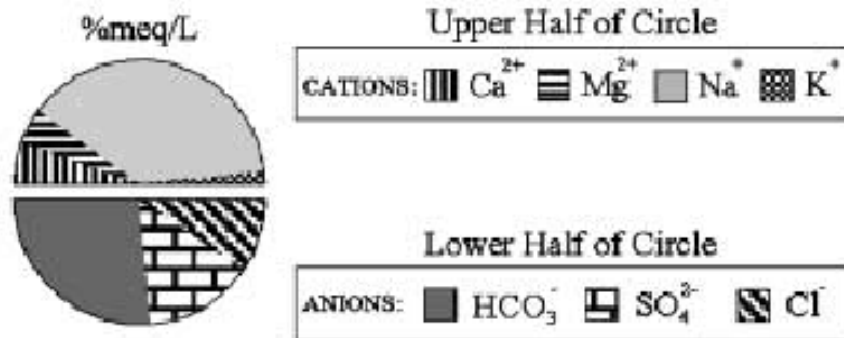 %meq/L
Upper Half of Circle
CATIONS: Ca²⁺ Mg²⁺ Na⁺ K⁺
Lower Half of Circle
ANIONS: HCO₃⁻ SO₄²⁻ Cl⁻